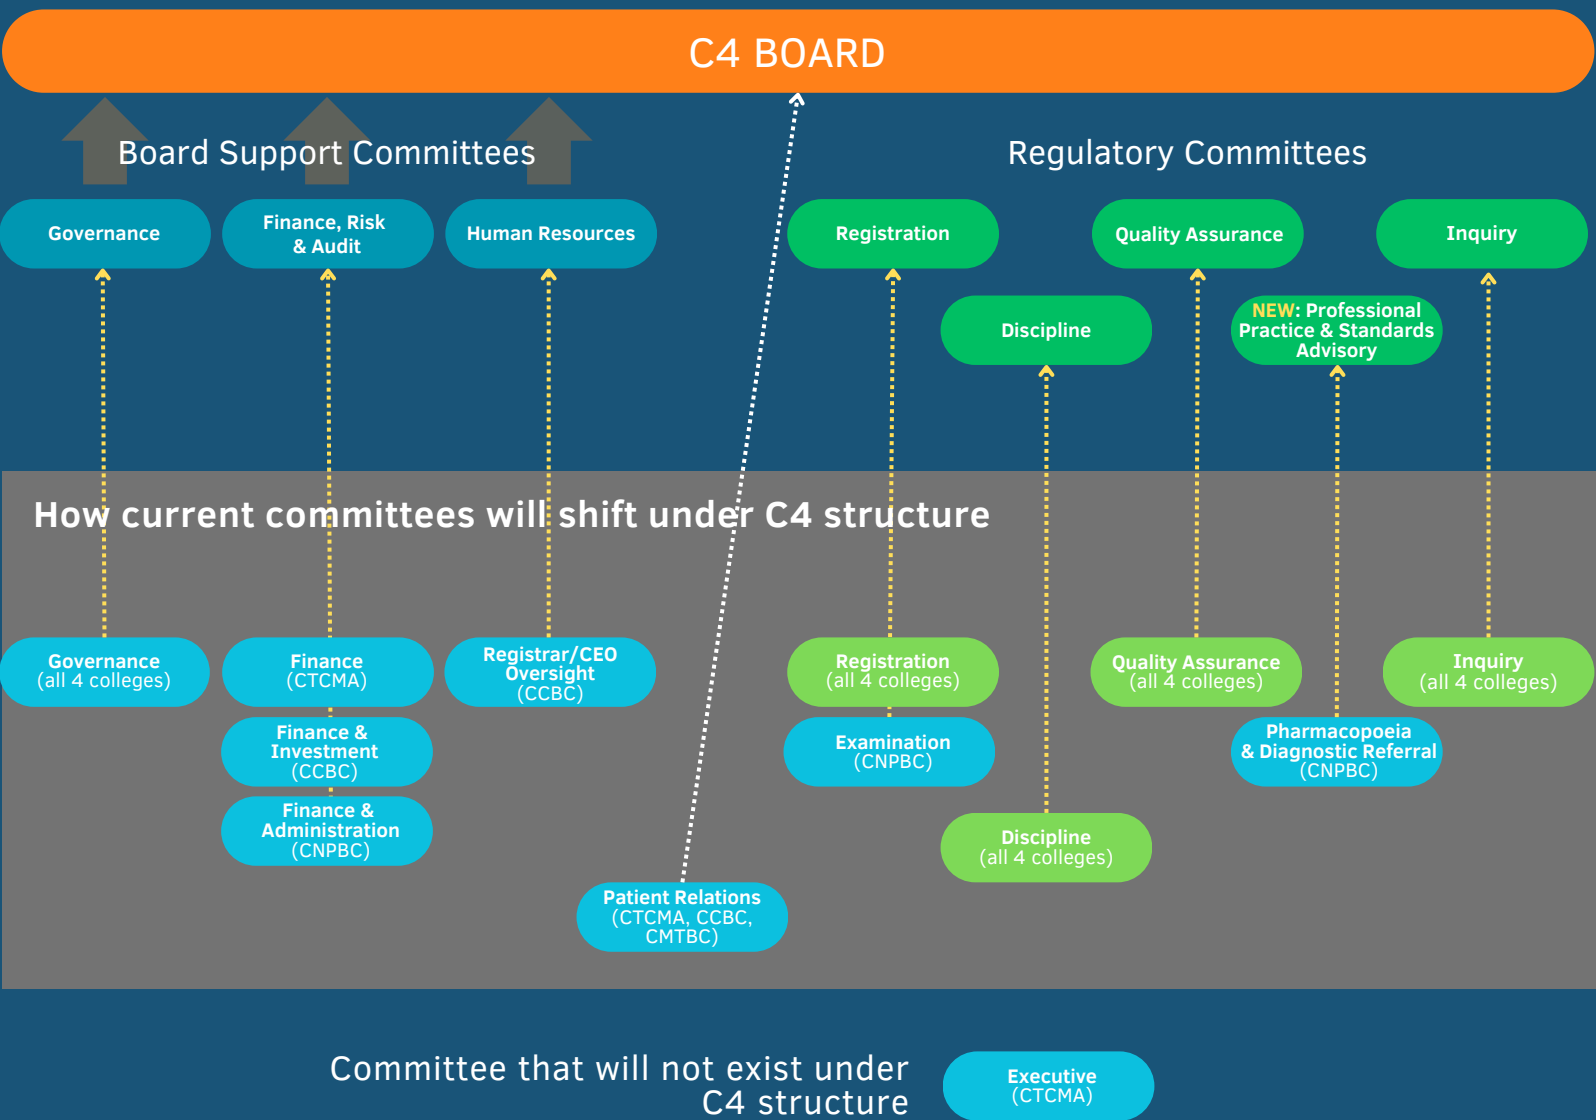 C4 BOARD
Board Support Committees
Regulatory Committees
Governance
Finance, Risk
& Audit
Human Resources
Registration
Quality Assurance
Inquiry
Discipline
NEW: Professional
Practice & Standards
Advisory
How current committees will shift under C4 structure
Governance
(all 4 colleges)
Finance
(CTCMA)
Registrar/CEO
Oversight
(CCBC)
Registration
(all 4 colleges)
Quality Assurance
(all 4 colleges)
Inquiry
(all 4 colleges)
Finance &
Investment
(CCBC)
Examination
(CNPBC)
Pharmacopoeia
& Diagnostic Referral
(CNPBC)
Finance &
Administration
(CNPBC)
Discipline
(all 4 colleges)
Patient Relations
(CTCMA, CCBC,
CMTBC)
Committee that will not exist under
C4 structure
Executive
(CTCMA)